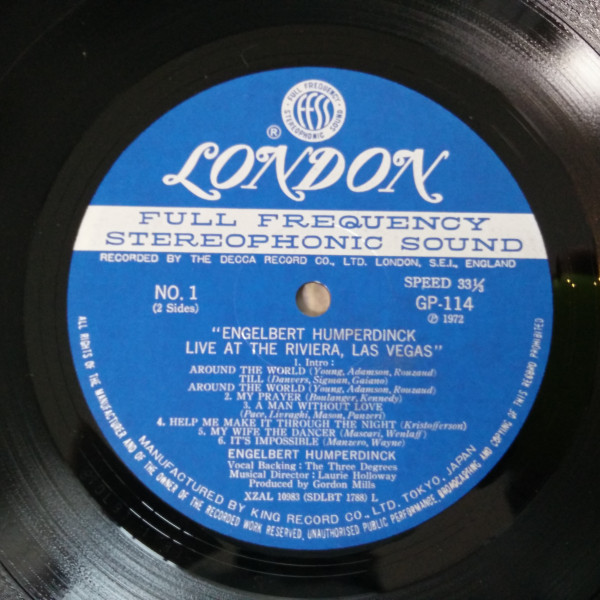 FULL FREQUENCY
FFSS
STEREOPHONIC SOUND
®
LONDON
FULL FREQUENCY
STEREOPHONIC SOUND
RECORDED BY THE DECCA RECORD CO., LTD. LONDON, S.E.I., ENGLAND
NO. 1
(2 Sides)
SPEED 33⅓
GP-114
℗ 1972
"ENGELBERT HUMPERDINCK
LIVE AT THE RIVIERA, LAS VEGAS"
1. Intro:
AROUND THE WORLD (Young, Adamson, Rouzaud)
TILL (Danvers, Sigman, Gaiano)
AROUND THE WORLD (Young, Adamson, Rouzaud)
2. MY PRAYER (Boulanger, Kennedy)
3. A MAN WITHOUT LOVE
(Pace, Livraghi, Mason, Panzeri)
4. HELP ME MAKE IT THROUGH THE NIGHT (Kristofferson)
5. MY WIFE THE DANCER (Mascari, Wenlaff)
6. IT'S IMPOSSIBLE (Manzero, Wayne)
ENGELBERT HUMPERDINCK
Vocal Backing: The Three Degrees
Musical Director: Laurie Holloway
Produced by Gordon Mills
XZAL 10983 (SDLBT 1788) L
MANUFACTURED BY KING RECORD CO., LTD. TOKYO, JAPAN
ALL RIGHTS OF THE MANUFACTURER AND OF THE OWNER OF THE RECORDED WORK RESERVED, UNAUTHORISED PUBLIC PERFORMANCE, BROADCASTING AND COPYING OF THIS RECORD PROHIBITED